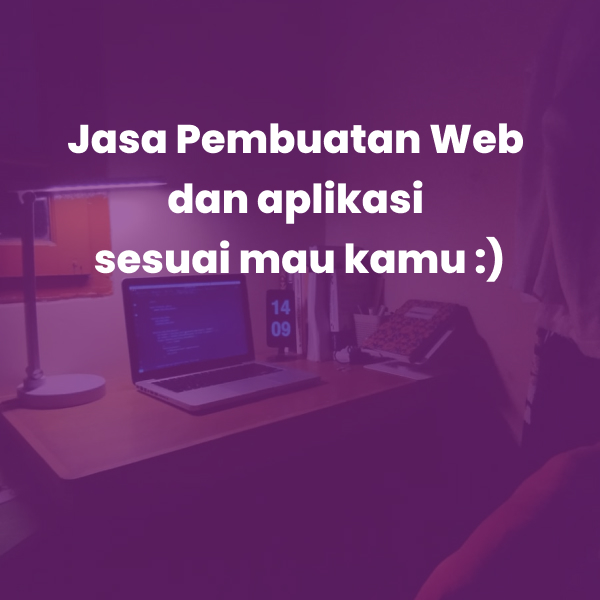 Jasa Pembuatan Web
dan aplikasi
sesuai mau kamu :)
14
09